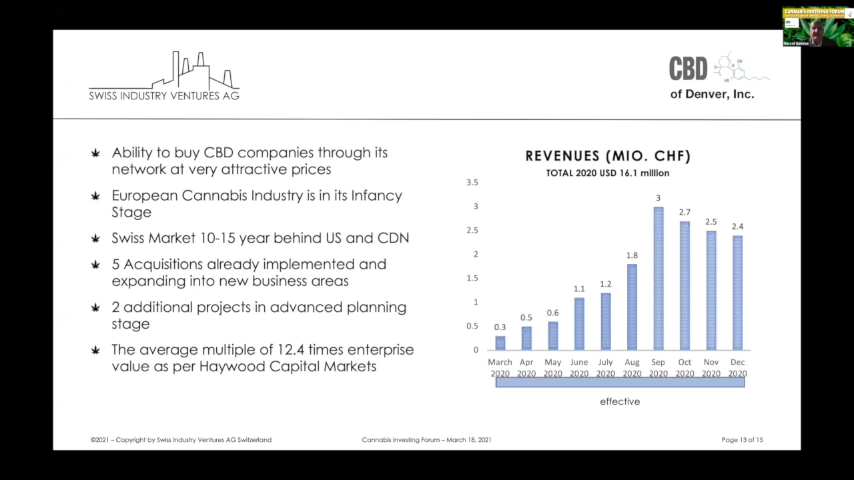 CANNABIS INVESTING FORUM
SWISS INDUSTRY VENTURES AG
CBD
of Denver, Inc.
Ability to buy CBD companies through its
network at very attractive prices
European Cannabis Industry is in its Infancy
Stage
Swiss Market 10-15 year behind US and CDN
5 Acquisitions already implemented and
expanding into new business areas
2 additional projects in advanced planning
stage
The average multiple of 12.4 times enterprise
value as per Haywood Capital Markets
REVENUES (MIO. CHF)
TOTAL 2020 USD 16.1 million
3.5
3
2.5
2
1.5
1
0.5
0
0.3
0.5
0.6
1.1
1.2
1.8
3
2.7
2.5
2.4
March Apr May June July Aug Sep Oct Nov Dec
2020 2020 2020 2020 2020 2020 2020 2020 2020 2020
effective
©2021 – Copyright by Swiss Industry Ventures AG Switzerland
Cannabis Investing Forum – March 18, 2021
Page 13 of 15